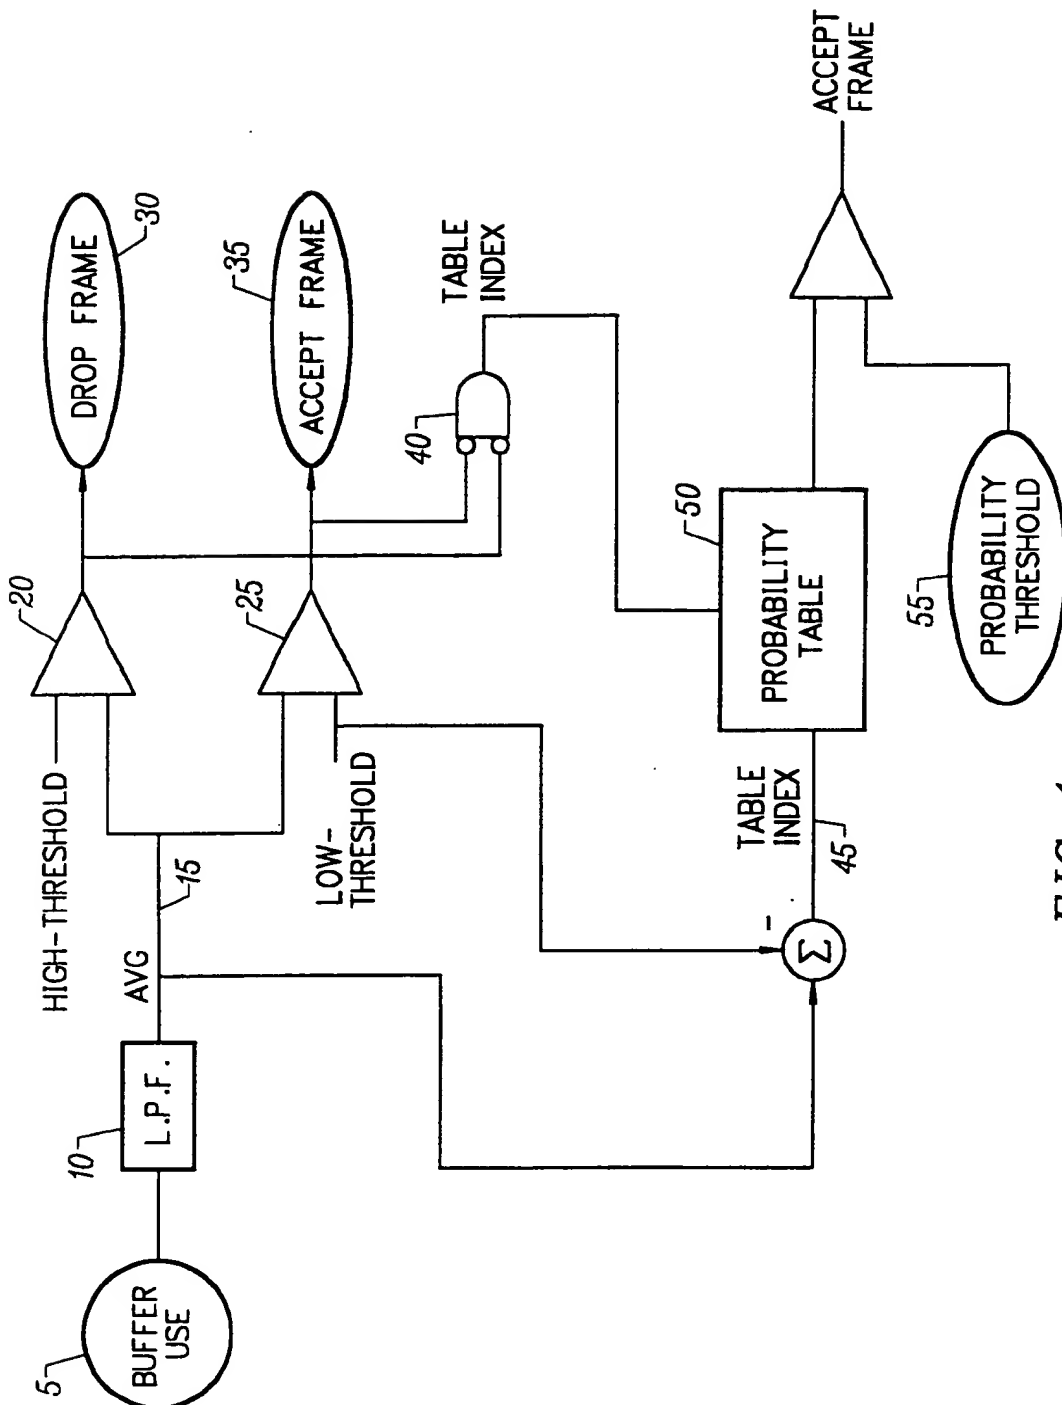 5
BUFFER
USE
10
L.P.F.
AVG
15
HIGH-THRESHOLD
20
DROP FRAME
30
LOW-
THRESHOLD
25
ACCEPT FRAME
35
40
TABLE
INDEX
Σ
-
TABLE
INDEX
45
PROBABILITY
TABLE
50
55
PROBABILITY
THRESHOLD
ACCEPT
FRAME